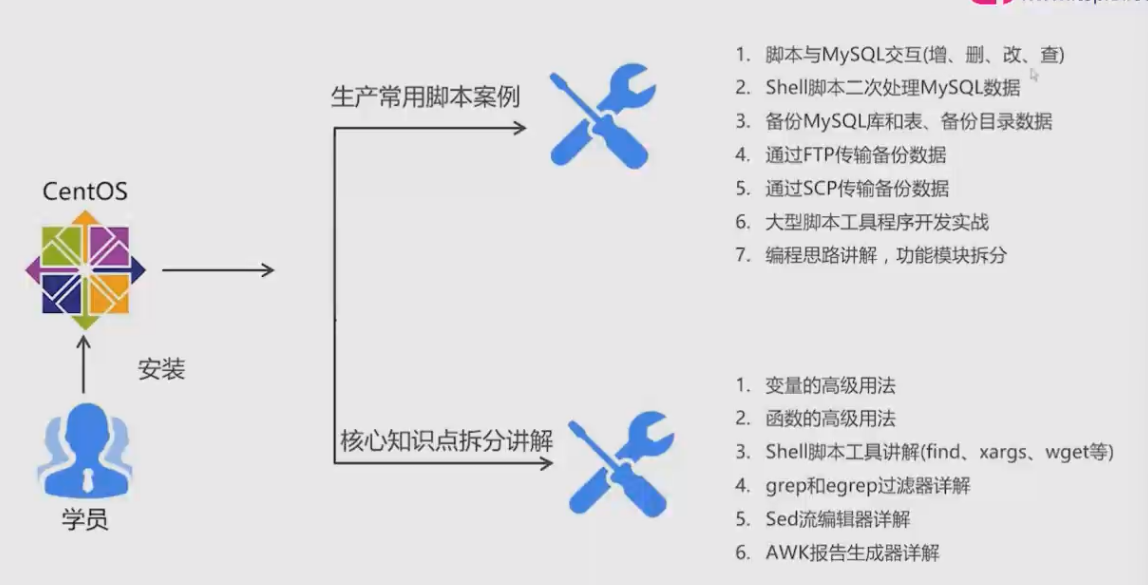 生产常用脚本案例
1. 脚本与MySQL交互(增、删、改、查)
2. Shell脚本二次处理MySQL数据
3. 备份MySQL库和表、备份目录数据
4. 通过FTP传输备份数据
5. 通过SCP传输备份数据
6. 大型脚本工具程序开发实战
7. 编程思路讲解，功能模块拆分
CentOS
安装
学员
核心知识点拆分讲解
1. 变量的高级用法
2. 函数的高级用法
3. Shell脚本工具讲解(find、xargs、wget等)
4. grep和egrep过滤器详解
5. Sed流编辑器详解
6. AWK报告生成器详解